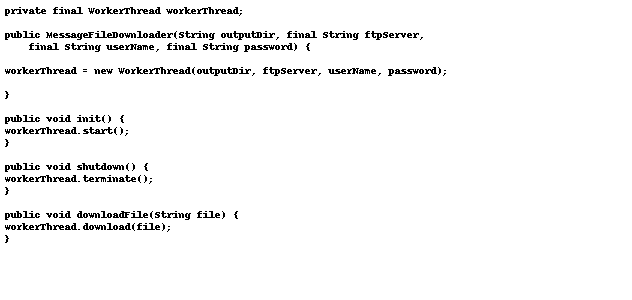 private final WorkerThread workerThread;
public MessageFileDownloader(String outputDir, final String ftpServer,
final String userName, final String password) {
workerThread = new WorkerThread(outputDir, ftpServer, userName, password);
}
public void init() {
workerThread.start();
}
public void shutdown() {
workerThread.terminate();
}
public void downloadFile(String file) {
workerThread.download(file);
}